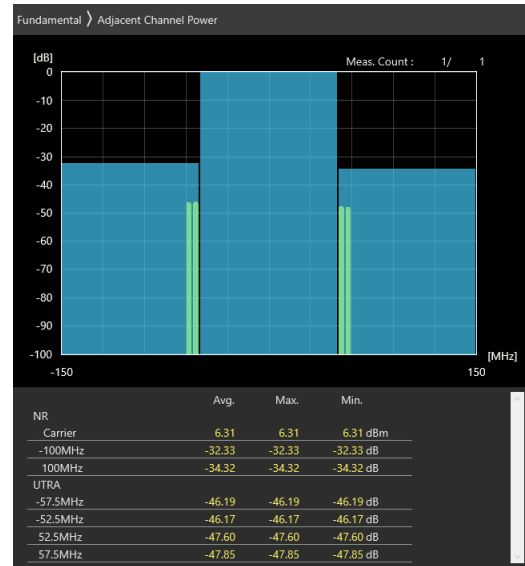 Fundamental 〉 Adjacent Channel Power
[dB]
Meas. Count : 1/ 1
0
-10
-20
-30
-40
-50
-60
-70
-80
-90
-100
[MHz]
-150 150
Avg. Max. Min.
NR
Carrier 6.31 6.31 6.31 dBm
-100MHz -32.33 -32.33 -32.33 dB
100MHz -34.32 -34.32 -34.32 dB
UTRA
-57.5MHz -46.19 -46.19 -46.19 dB
-52.5MHz -46.17 -46.17 -46.17 dB
52.5MHz -47.60 -47.60 -47.60 dB
57.5MHz -47.85 -47.85 -47.85 dB